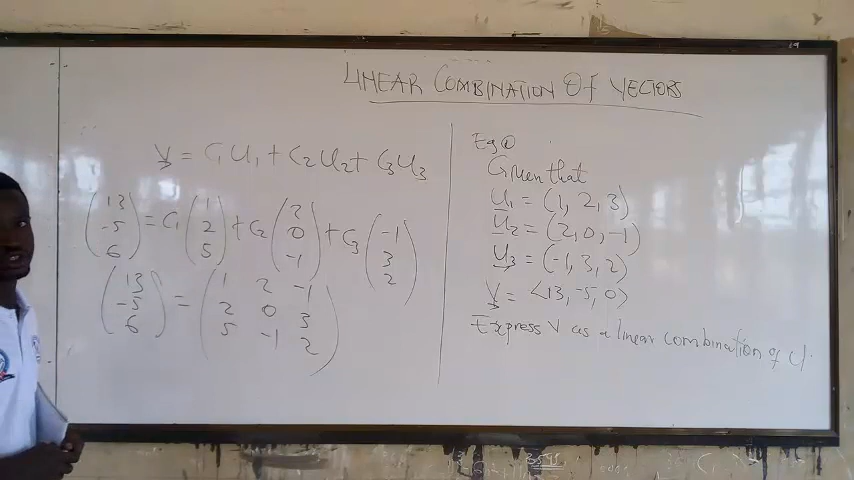 LINEAR COMBINATION OF VECTORS
V = C1U1 + C2U2 + C3U3
(13 -5 6) = C1 (1 2 5) + C2 (2 0 -1) + C3 (-1 3 2)
(13 -5 6) = (1 2 -1
2 0 3
5 -1 2)
Eg ①
Given that
U1 = (1, 2, 3)
U2 = (2, 0, -1)
U3 = (-1, 3, 2)
V = <13, -5, 0>
Express V as a linear combination of U.